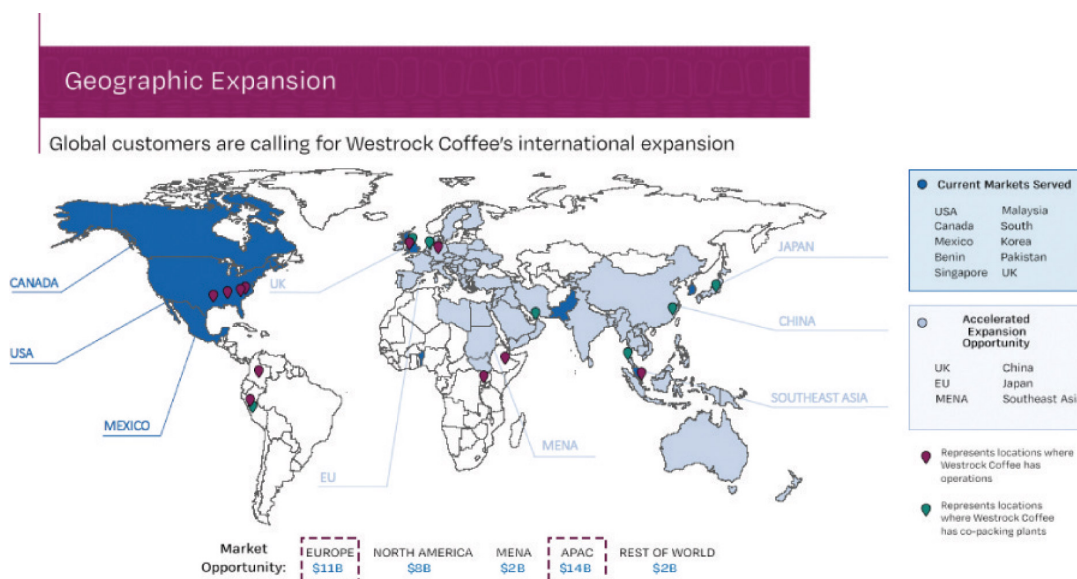 Geographic Expansion
Global customers are calling for Westrock Coffee's international expansion
CANADA
USA
MEXICO
UK
EU
MENA
JAPAN
CHINA
SOUTHEAST ASIA
Current Markets Served
USA Malaysia
Canada South
Mexico Korea
Benin Pakistan
Singapore UK
Accelerated
Expansion
Opportunity
UK China
EU Japan
MENA Southeast Asi
Represents locations where
Westrock Coffee has
operations
Represents locations
where Westrock Coffee
has co-packing plants
Market EUROPE NORTH AMERICA MENA APAC REST OF WORLD
Opportunity: $11B $8B $2B $14B $2B